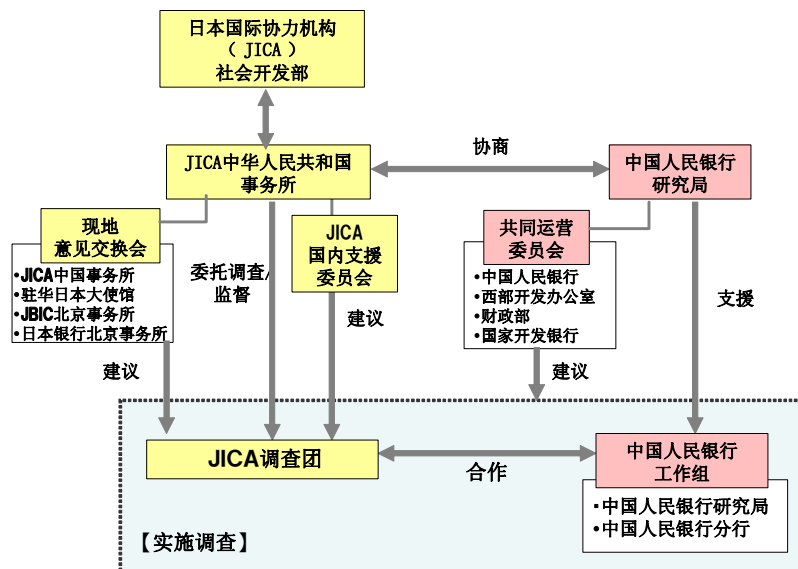 日本国际协力机构
（ JICA ）
社会开发部
JICA中华人民共和国
事务所
协商
中国人民银行
研究局
现地
意见交换会
•JICA中国事务所
•驻华日本大使馆
•JBIC北京事务所
•日本银行北京事务所
委托调查/
监督
JICA
国内支援
委员会
共同运营
委员会
•中国人民银行
•西部开发办公室
•财政部
•国家开发银行
支援
建议
建议
建议
JICA调查团
合作
中国人民银行
工作组
▪中国人民银行研究局
•中国人民银行分行
【实施调查】